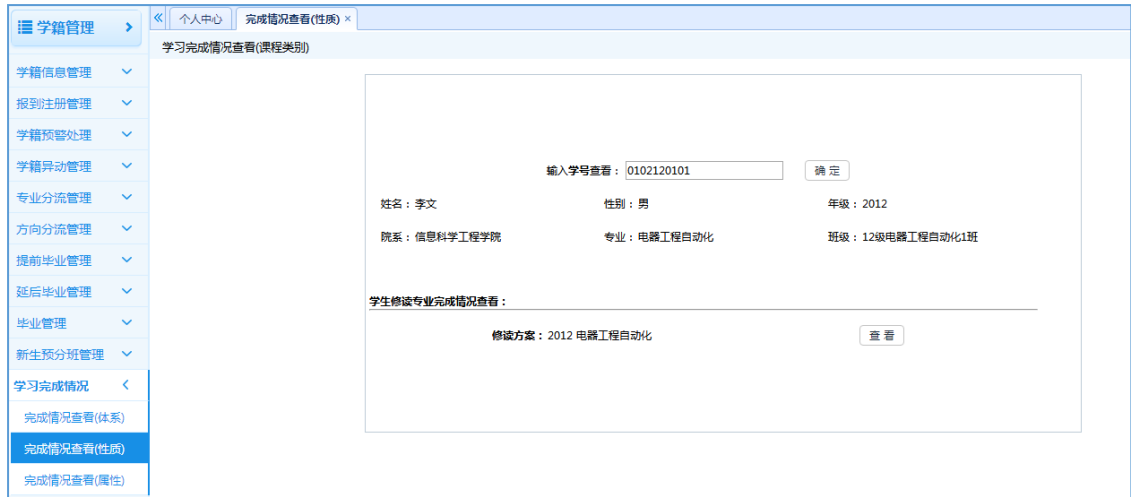 学籍管理
个人中心
完成情况查看(性质) ×
学习完成情况查看(课程类别)
学籍信息管理
报到注册管理
学籍预警处理
学籍异动管理
专业分流管理
方向分流管理
提前毕业管理
延后毕业管理
毕业管理
新生预分班管理
学习完成情况
完成情况查看(体系)
完成情况查看(性质)
完成情况查看(属性)
输入学号查看： 0102120101 确 定
姓名：李文 性别：男 年级：2012
院系：信息科学工程学院 专业：电器工程自动化 班级：12级电器工程自动化1班
学生修读专业完成情况查看：
修读方案：2012 电器工程自动化 查 看